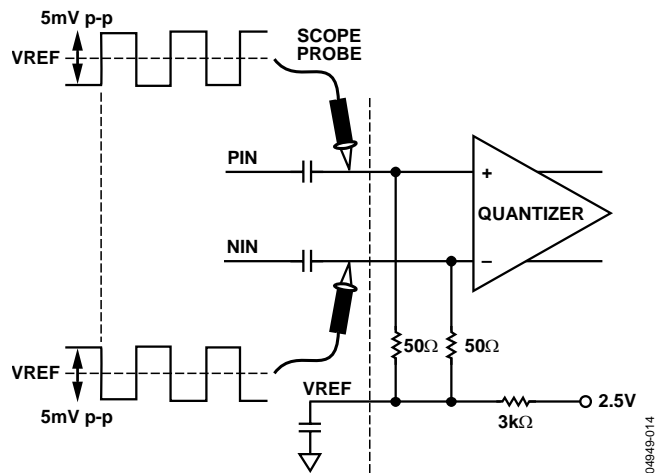 5mV p-p
VREF
SCOPE
PROBE
PIN
+
QUANTIZER
NIN
–
50Ω
50Ω
VREF
5mV p-p
VREF
2.5V
3kΩ
04949-014